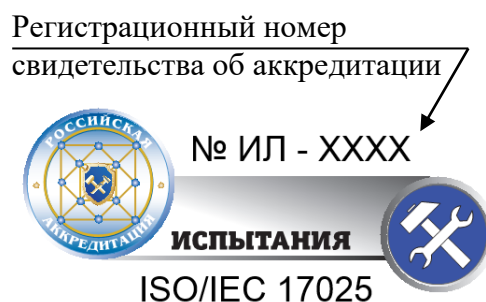 Регистрационный номер
свидетельства об аккредитации
№ ИЛ - XXXX
РОССИЙСКАЯ
АККРЕДИТАЦИЯ
ИСПЫТАНИЯ
ISO/IEC 17025